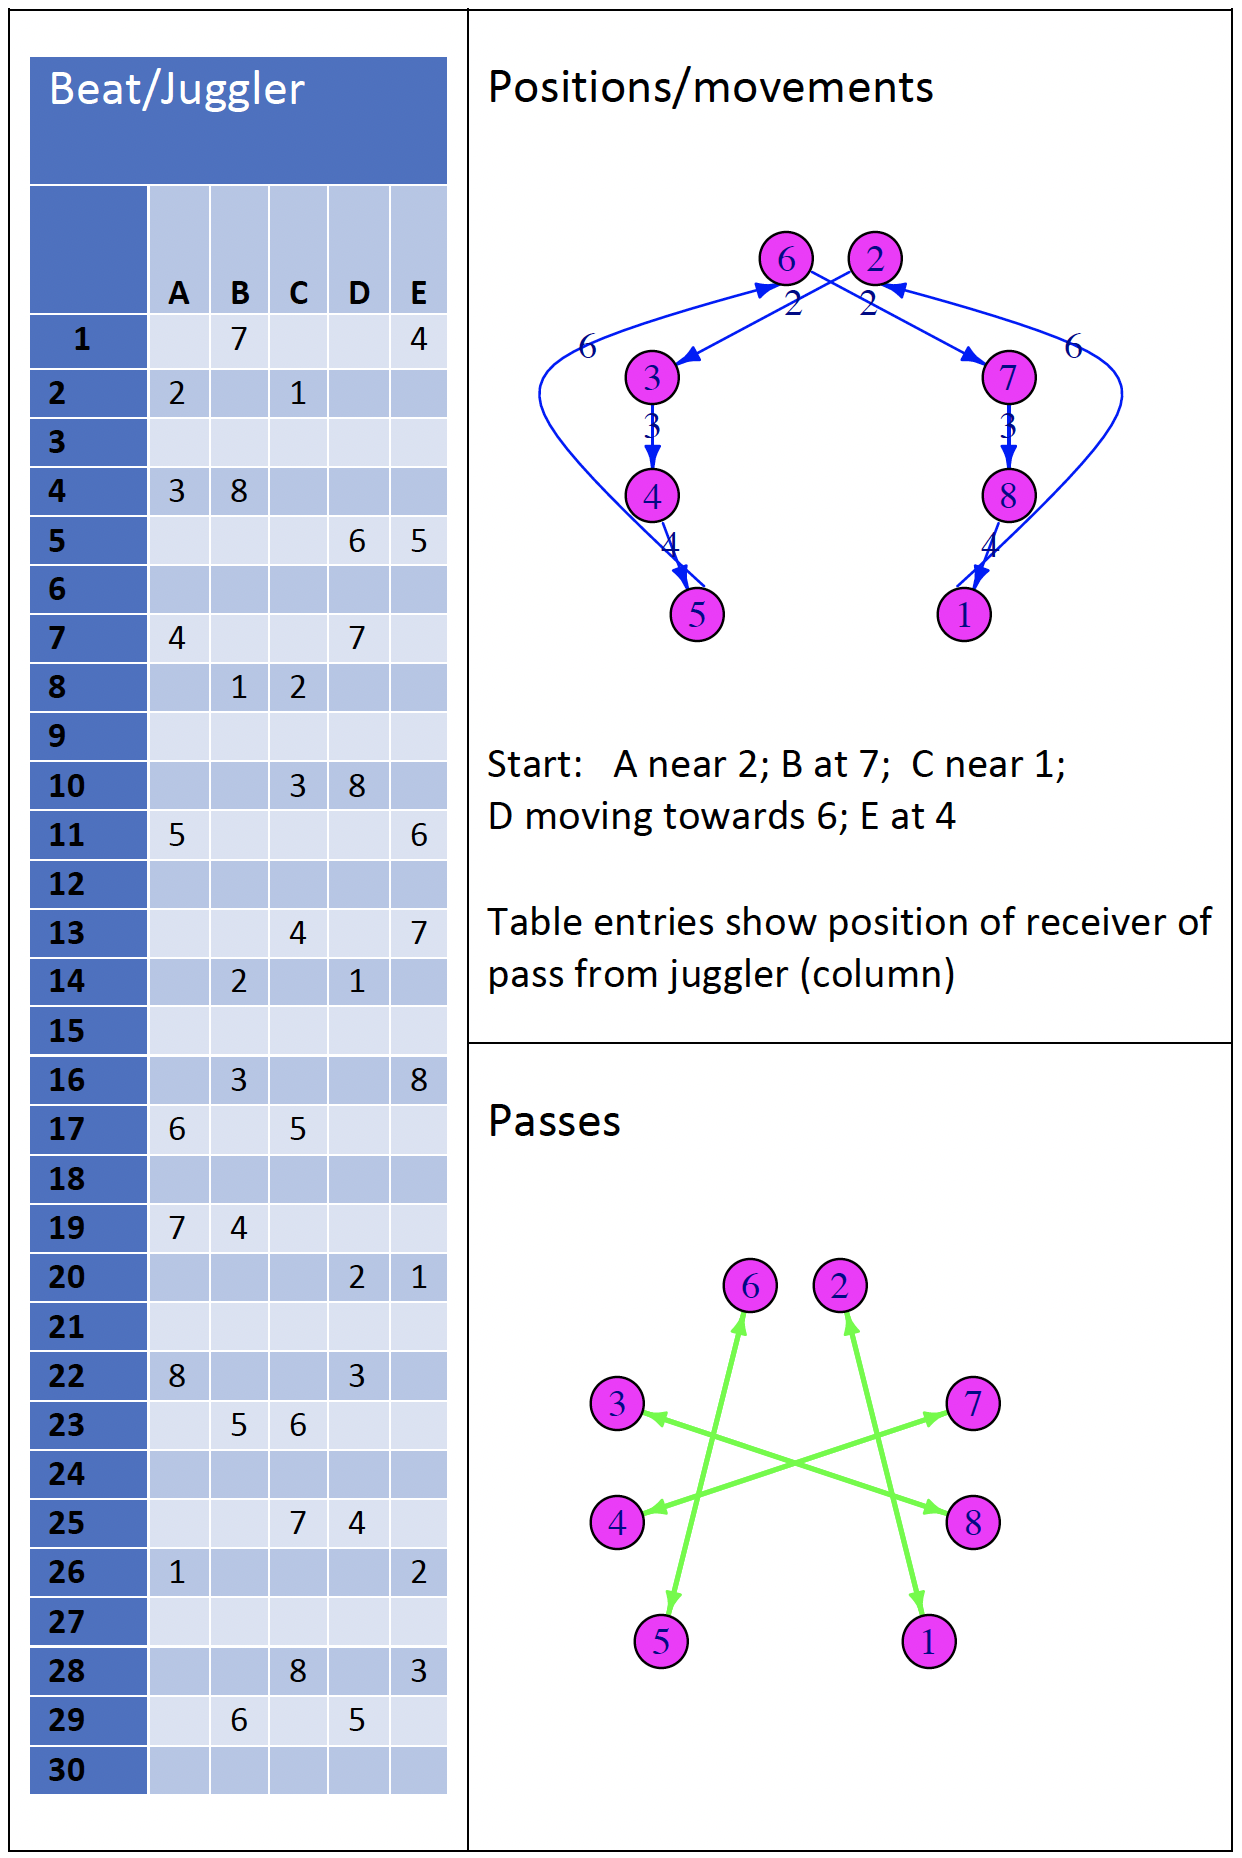 Beat/Juggler
A B C D E
1 7 4
2 2 1
3
4 3 8
5 6 5
6
7 4 7
8 1 2
9
10 3 8
11 5 6
12
13 4 7
14 2 1
15
16 3 8
17 6 5
18
19 7 4
20 2 1
21
22 8 3
23 5 6
24
25 7 4
26 1 2
27
28 8 3
29 6 5
30
Positions/movements
6 2
2 2
6 6
3 7
3 3
4 8
4 4
5 1
Start: A near 2; B at 7; C near 1;
D moving towards 6; E at 4
Table entries show position of receiver of
pass from juggler (column)
Passes
6 2
3 7
4 8
5 1